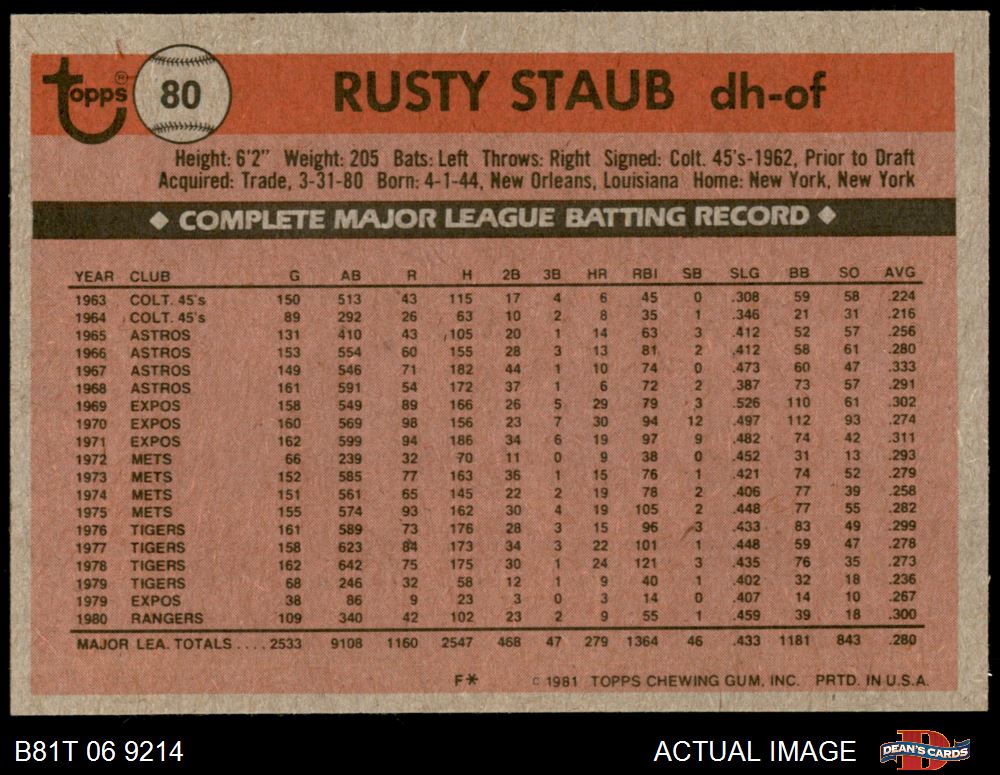 topps® 80 RUSTY STAUB dh-of
Height: 6'2" Weight: 205 Bats: Left Throws: Right Signed: Colt. 45's-1962, Prior to Draft
Acquired: Trade, 3-31-80 Born: 4-1-44, New Orleans, Louisiana Home: New York, New York
◆ COMPLETE MAJOR LEAGUE BATTING RECORD ◆
YEAR CLUB G AB R H 2B 3B HR RBI SB SLG BB SO AVG
1963 COLT. 45's 150 513 43 115 17 4 6 45 0 .308 59 58 .224
1964 COLT. 45's 89 292 26 63 10 2 8 35 1 .346 21 31 .216
1965 ASTROS 131 410 43 105 20 1 14 63 3 .412 52 57 .256
1966 ASTROS 153 554 60 155 28 3 13 81 2 .412 58 61 .280
1967 ASTROS 149 546 71 182 44 1 10 74 0 .473 60 47 .333
1968 ASTROS 161 591 54 172 37 1 6 72 2 .387 73 57 .291
1969 EXPOS 158 549 89 166 26 5 29 79 3 .526 110 61 .302
1970 EXPOS 160 569 98 156 23 7 30 94 12 .497 112 93 .274
1971 EXPOS 162 599 94 186 34 6 19 97 9 .482 74 42 .311
1972 METS 66 239 32 70 11 0 9 38 0 .452 31 13 .293
1973 METS 152 585 77 163 36 1 15 76 1 .421 74 52 .279
1974 METS 151 561 65 145 22 2 19 78 2 .406 77 39 .258
1975 METS 155 574 93 162 30 4 19 105 2 .448 77 55 .282
1976 TIGERS 161 589 73 176 28 3 15 96 3 .433 83 49 .299
1977 TIGERS 158 623 84 173 34 3 22 101 1 .448 59 47 .278
1978 TIGERS 162 642 75 175 30 1 24 121 3 .435 76 35 .273
1979 TIGERS 68 246 32 58 12 1 9 40 1 .402 32 18 .236
1979 EXPOS 38 86 9 23 3 0 3 14 0 .407 14 10 .267
1980 RANGERS 109 340 42 102 23 2 9 55 1 .459 39 18 .300
MAJOR LEA. TOTALS .... 2533 9108 1160 2547 468 47 279 1364 46 .433 1181 843 .280
F* © 1981 TOPPS CHEWING GUM, INC. PRTD. IN U.S.A.
B81T 06 9214 ACTUAL IMAGE DEAN'S CARDS